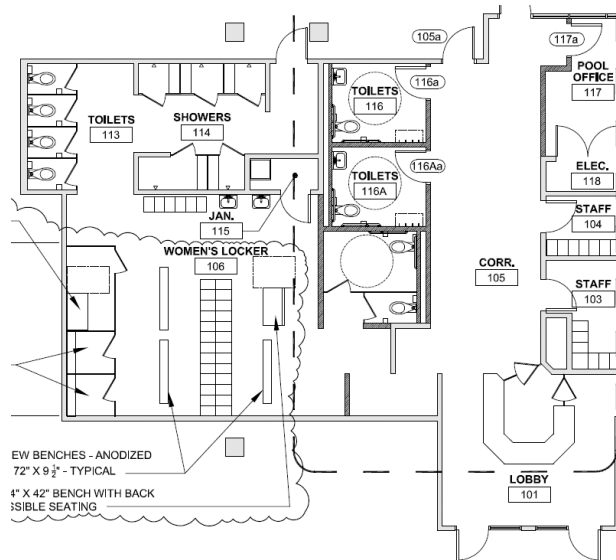 105a
117a
POOL
OFFICE
117
116a
TOILETS
116
TOILETS
113
SHOWERS
114
116Aa
TOILETS
116A
ELEC.
118
STAFF
104
JAN.
115
WOMEN'S LOCKER
106
CORR.
105
STAFF
103
EW BENCHES - ANODIZED
72" X 9 1/2" - TYPICAL
4" X 42" BENCH WITH BACK
SSIBLE SEATING
LOBBY
101